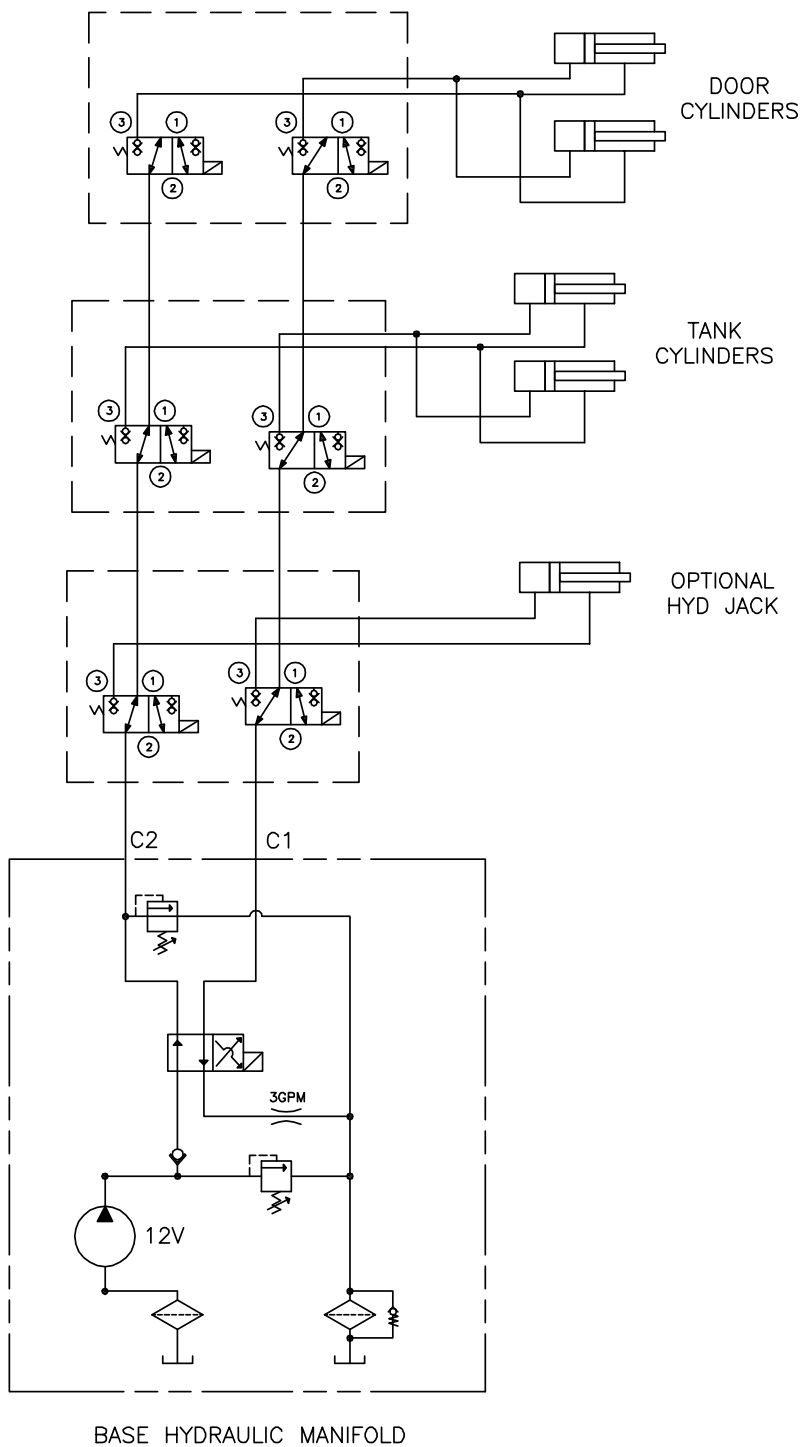 DOOR
CYLINDERS
3 1 3 1
2 2
TANK
CYLINDERS
3 1 3 1
2 2
OPTIONAL
HYD JACK
3 1 3 1
2 2
C2 C1
3GPM
12V
BASE HYDRAULIC MANIFOLD